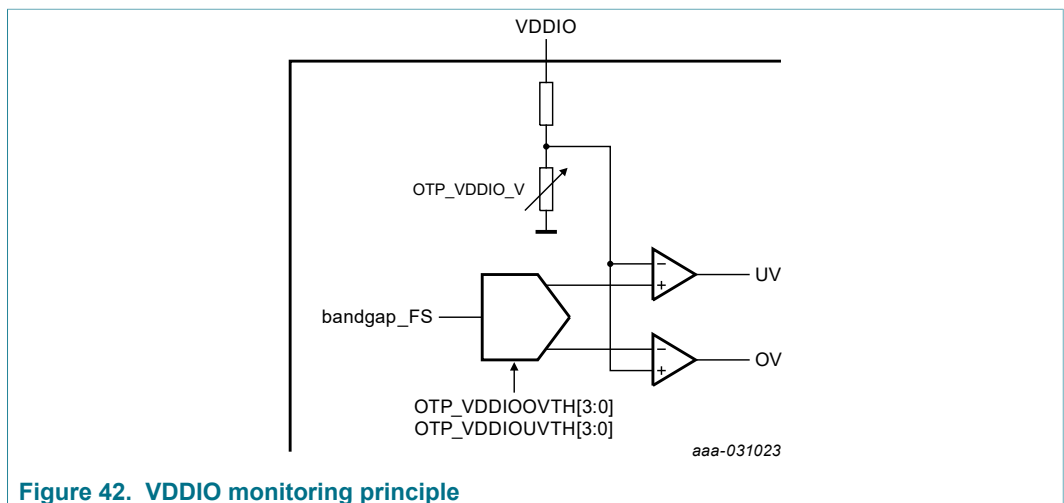 VDDIO
OTP_VDDIO_V
−
+
UV
bandgap_FS
−
+
OV
OTP_VDDIOOVTH[3:0]
OTP_VDDIOUVTH[3:0]
aaa-031023
Figure 42. VDDIO monitoring principle